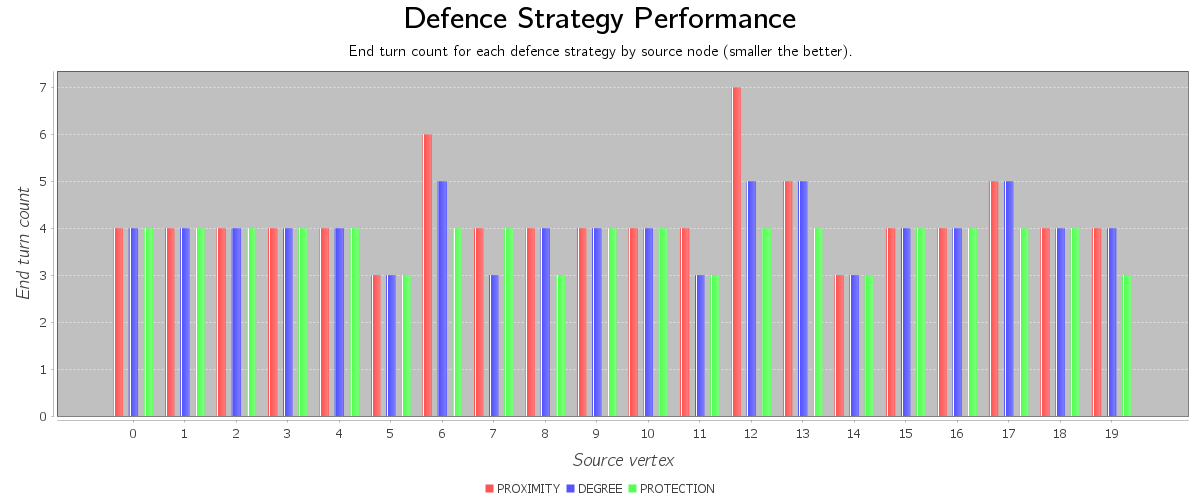 Defence Strategy Performance
End turn count for each defence strategy by source node (smaller the better).
End turn count
7
6
5
4
3
2
1
0
0 1 2 3 4 5 6 7 8 9 10 11 12 13 14 15 16 17 18 19
Source vertex
PROXIMITY DEGREE PROTECTION